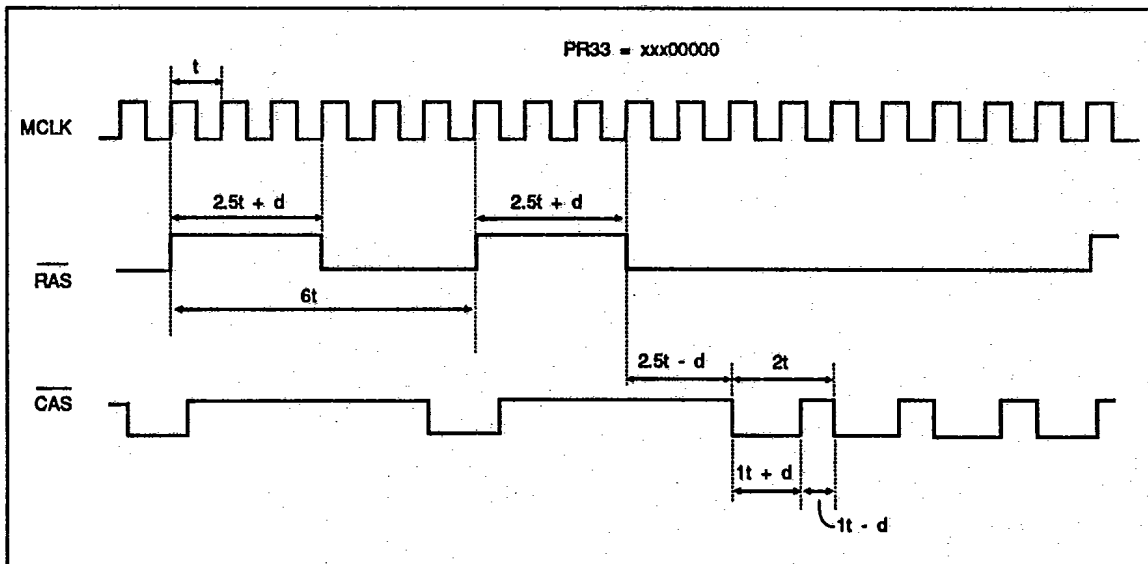 PR33 = xxx00000
t
MCLK
2.5t + d 2.5t + d
RAS
6t
2.5t - d 2t
CAS
1t + d
1t - d